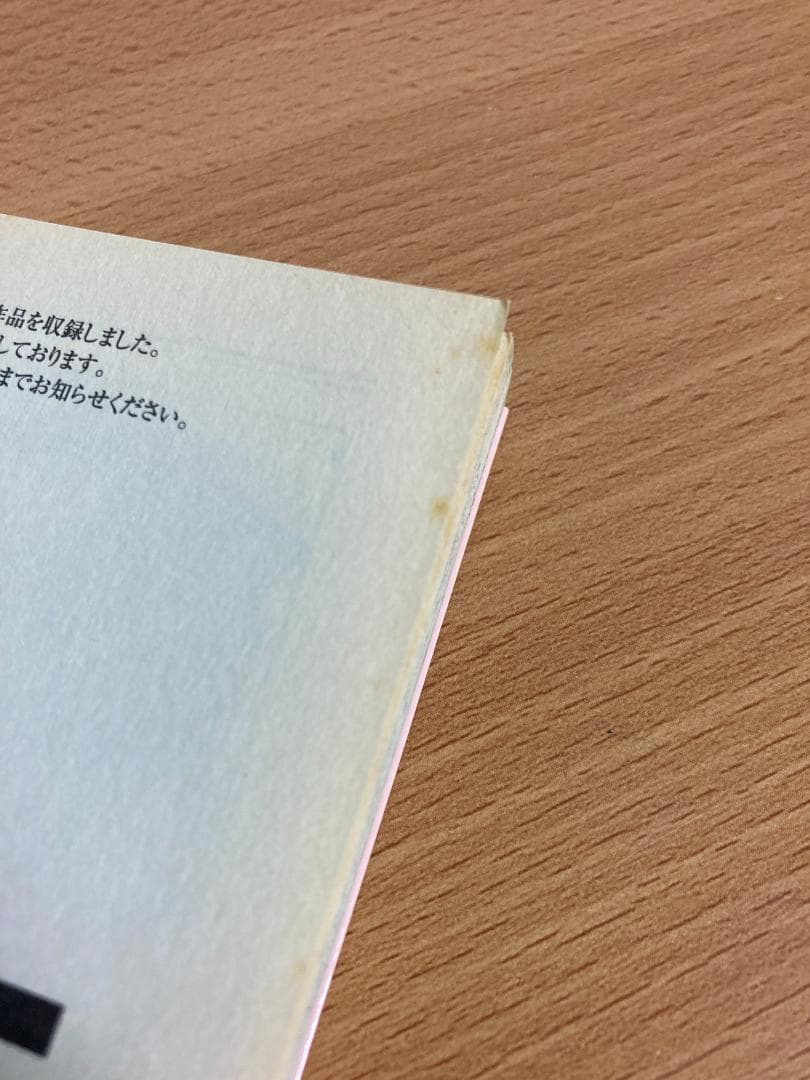 作品を収録しました。
しております。
までお知らせください。